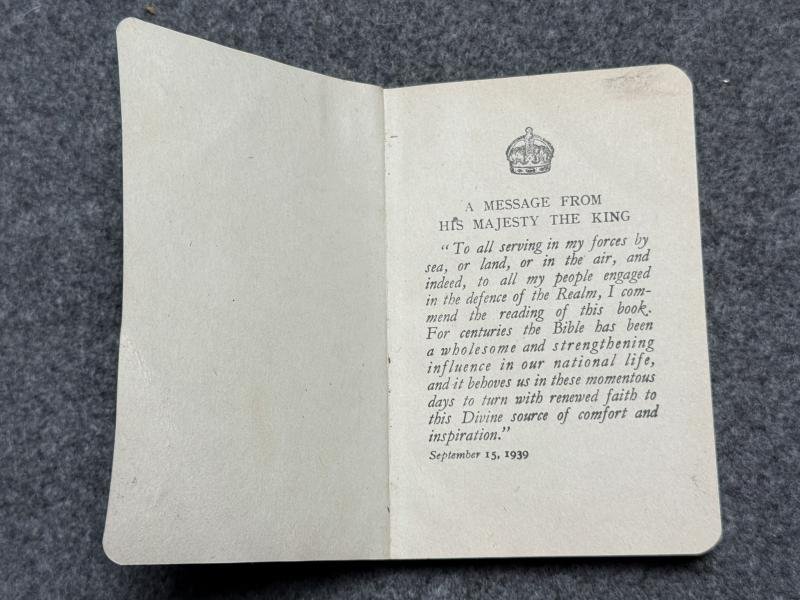 A MESSAGE FROM
HIS MAJESTY THE KING
“To all serving in my forces by
sea, or land, or in the air, and
indeed, to all my people engaged
in the defence of the Realm, I com-
mend the reading of this book.
For centuries the Bible has been
a wholesome and strengthening
influence in our national life,
and it behoves us in these momentous
days to turn with renewed faith to
this Divine source of comfort and
inspiration.”
September 15, 1939